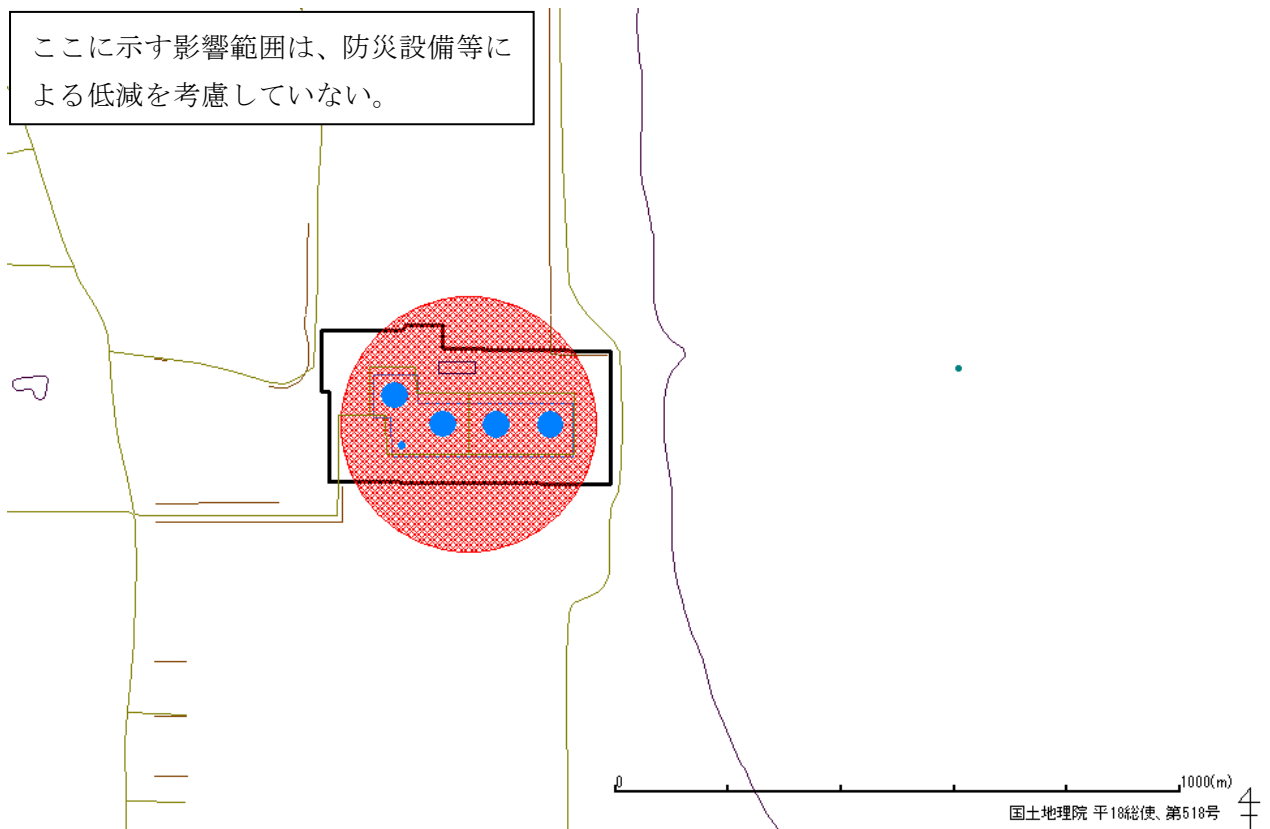 ここに示す影響範囲は、防災設備等に
よる低減を考慮していない。
0
1000(m)
国土地理院 平18総使、第518号